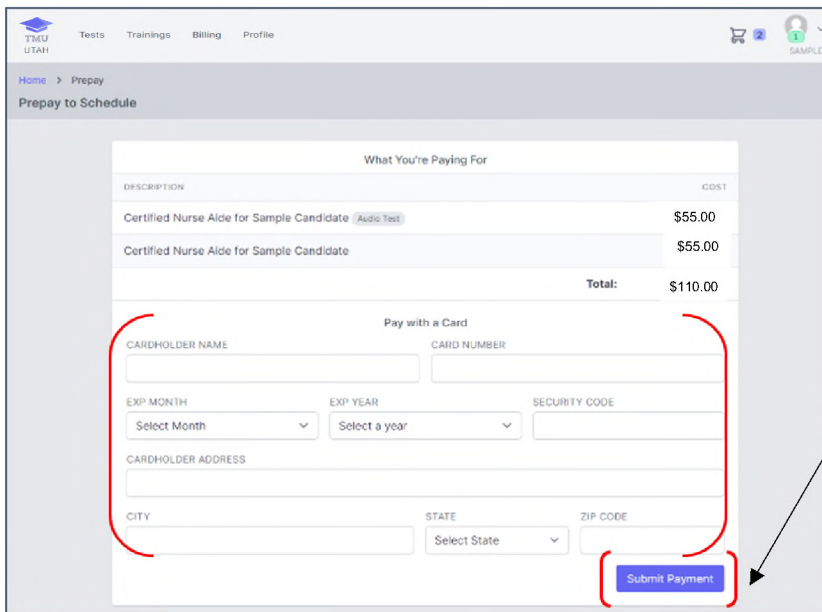 TMU
UTAH
Tests Trainings Billing Profile
2
1
SAMPLE
Home > Prepay
Prepay to Schedule
What You're Paying For
DESCRIPTION COST
Certified Nurse Aide for Sample Candidate Audio Test $55.00
Certified Nurse Aide for Sample Candidate $55.00
Total: $110.00
Pay with a Card
CARDHOLDER NAME CARD NUMBER
EXP MONTH EXP YEAR SECURITY CODE
Select Month Select a year
CARDHOLDER ADDRESS
CITY STATE ZIP CODE
Select State
Submit Payment